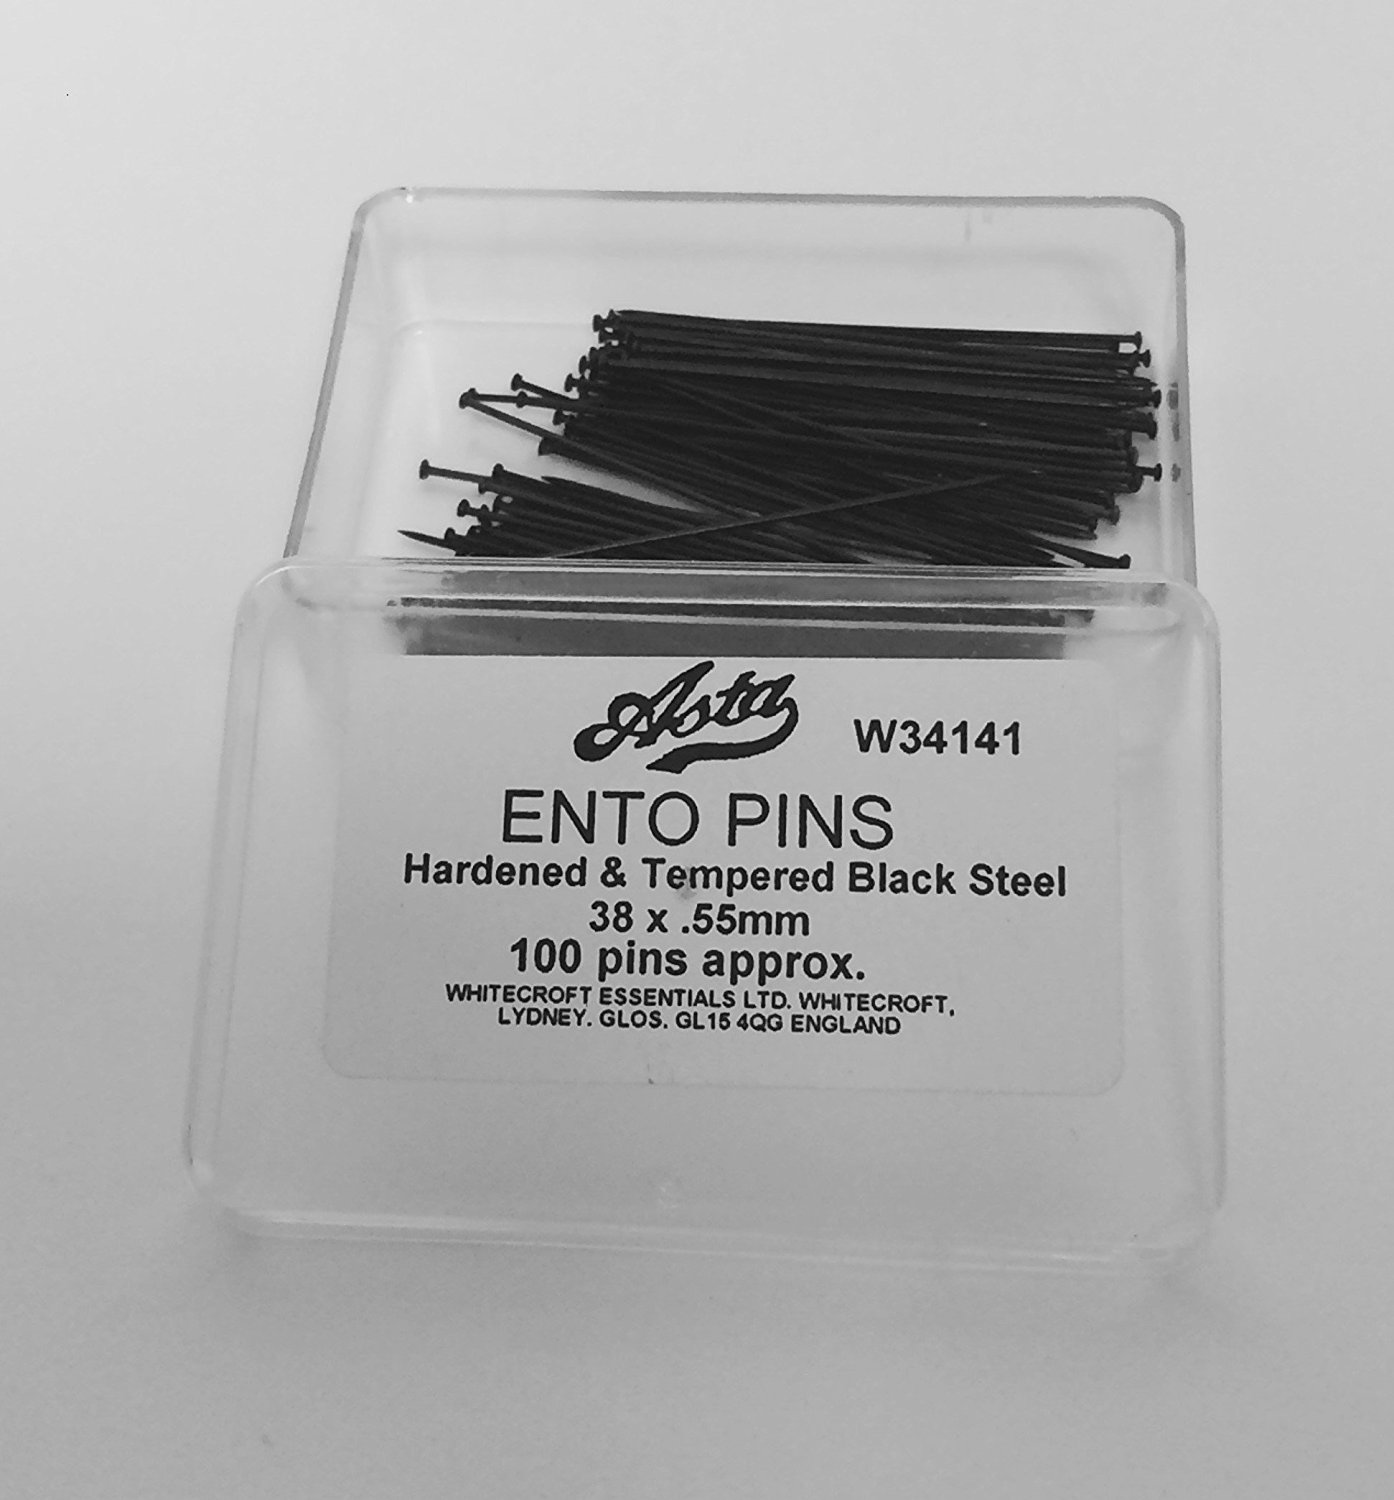 Asta W34141
ENTO PINS
Hardened & Tempered Black Steel
38 x .55mm
100 pins approx.
WHITECROFT ESSENTIALS LTD. WHITECROFT,
LYDNEY. GLOS. GL15 4QG ENGLAND